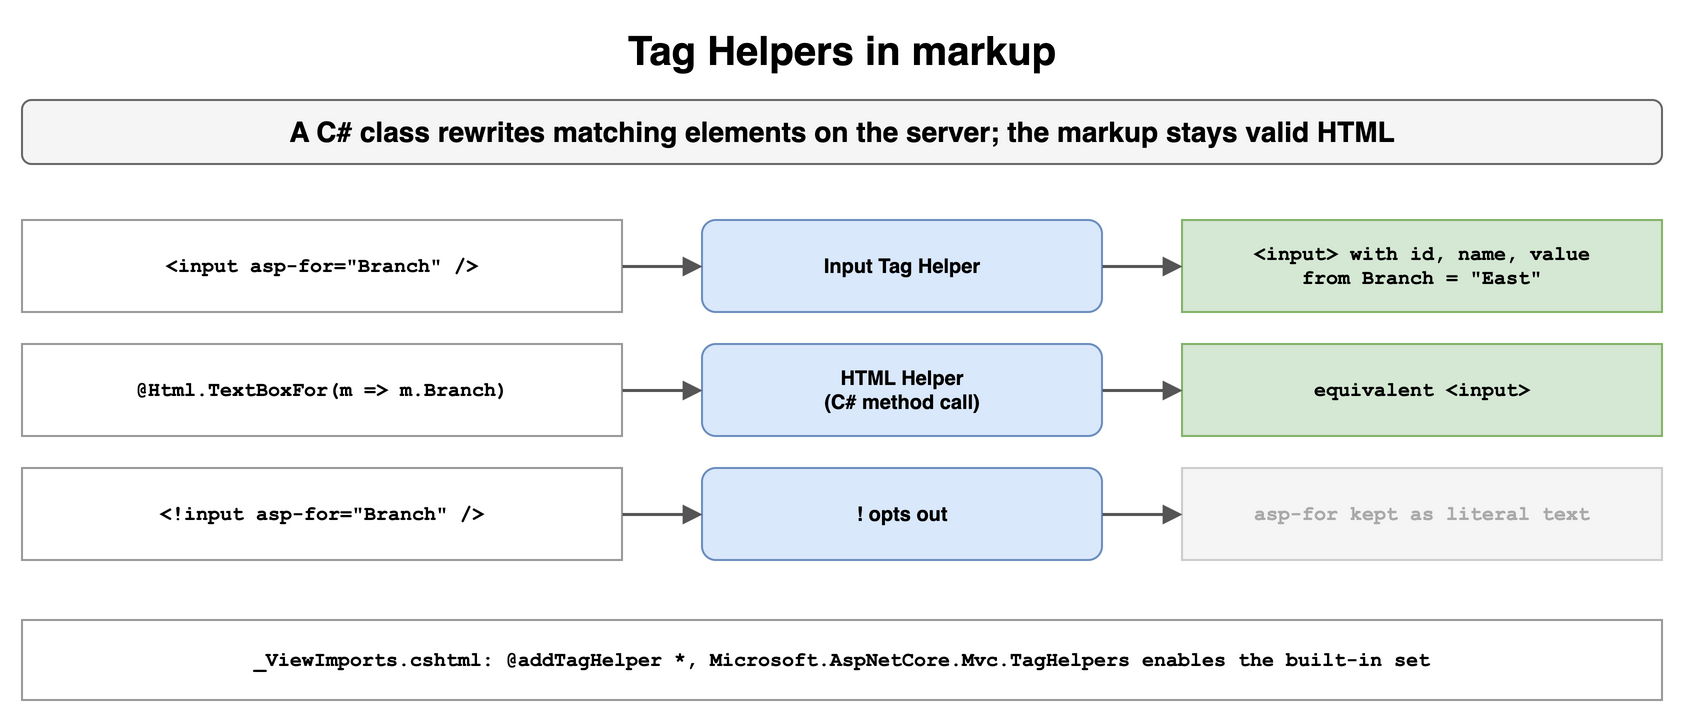 Tag Helpers in markup
A C# class rewrites matching elements on the server; the markup stays valid HTML
<input asp-for="Branch" />
Input Tag Helper
<input> with id, name, value
from Branch = "East"
@Html.TextBoxFor(m => m.Branch)
HTML Helper
(C# method call)
equivalent <input>
<!input asp-for="Branch" />
! opts out
asp-for kept as literal text
_ViewImports.cshtml: @addTagHelper *, Microsoft.AspNetCore.Mvc.TagHelpers enables the built-in set